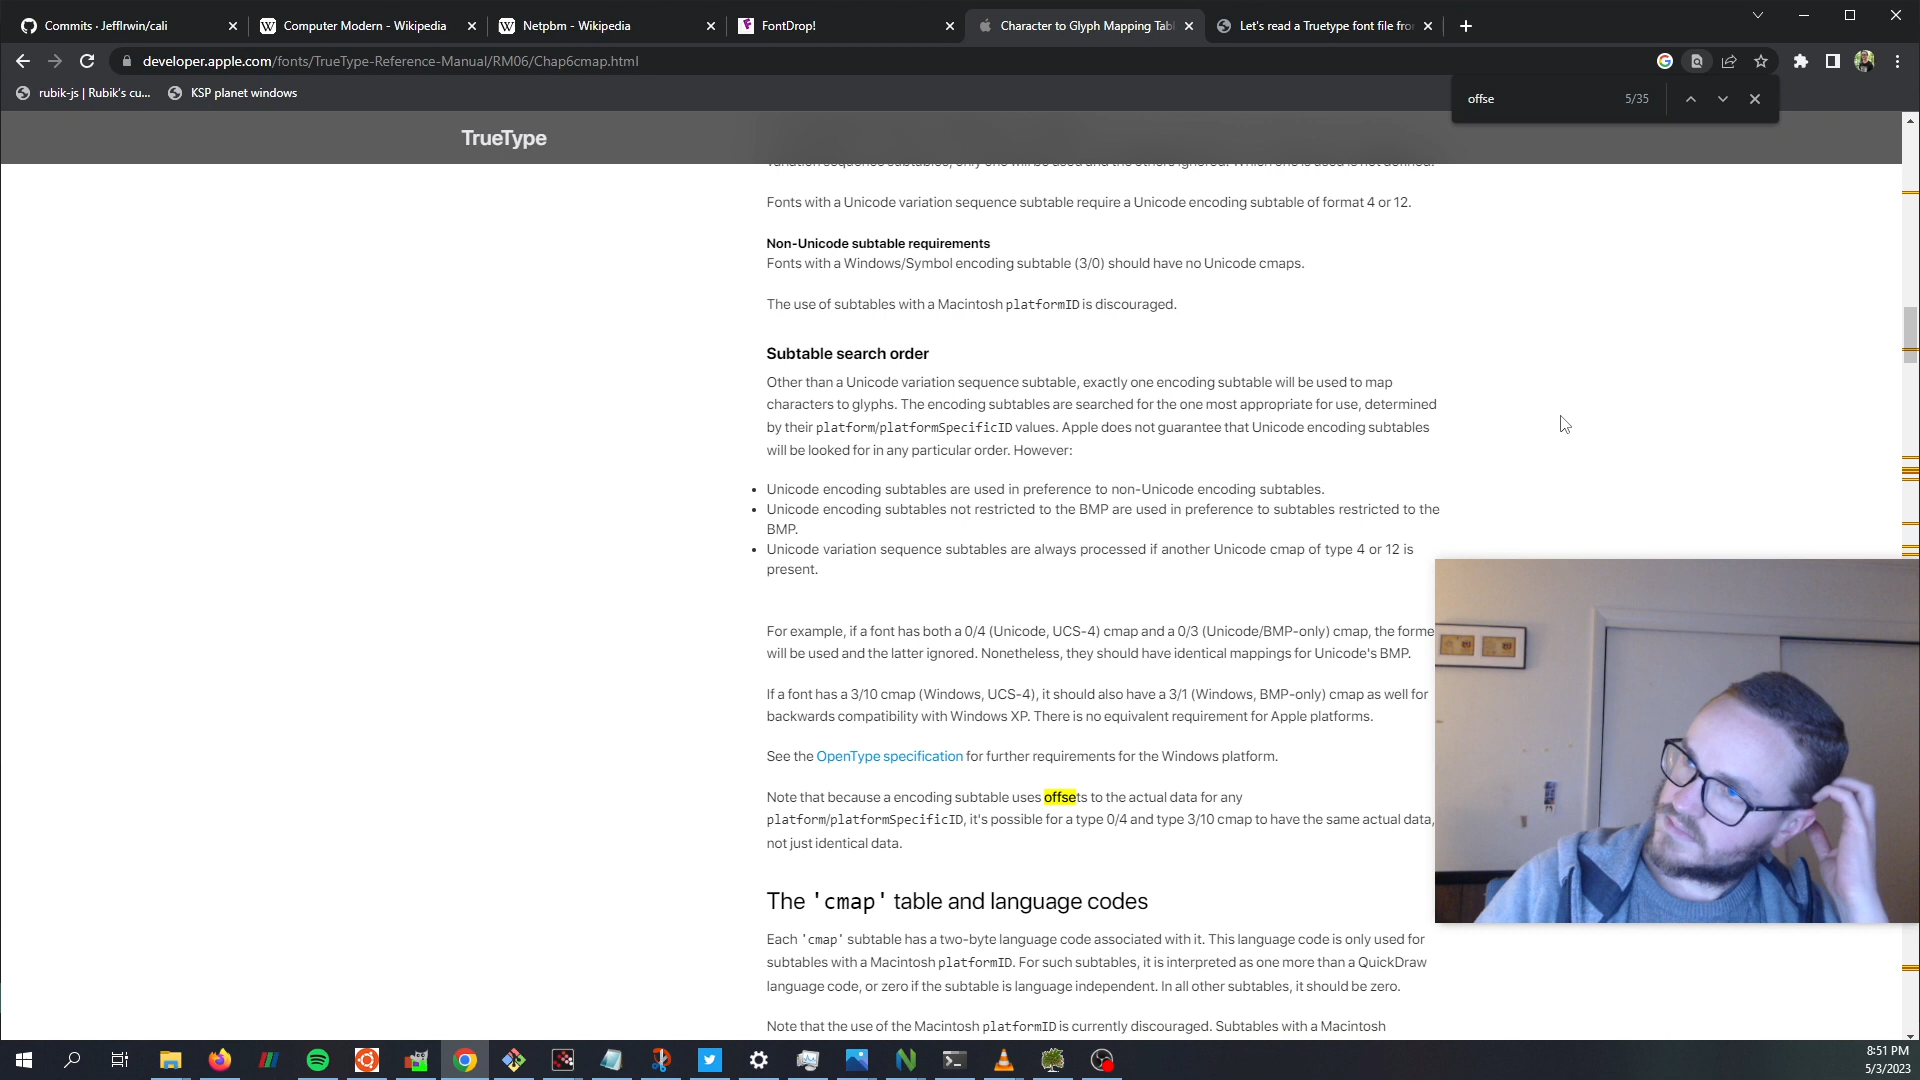 Commits · JeffIrwin/cali
Computer Modern - Wikipedia
Netpbm - Wikipedia
FontDrop!
Character to Glyph Mapping Tab
Let's read a Truetype font file fro
developer.apple.com/fonts/TrueType-Reference-Manual/RM06/Chap6cmap.html
rubik-js | Rubik's cu...
KSP planet windows
offse
5/35
TrueType
variation sequence subtables, only one will be used and the others ignored. Which one is used is not defined.
Fonts with a Unicode variation sequence subtable require a Unicode encoding subtable of format 4 or 12.
Non-Unicode subtable requirements
Fonts with a Windows/Symbol encoding subtable (3/0) should have no Unicode cmaps.
The use of subtables with a Macintosh platformID is discouraged.
Subtable search order
Other than a Unicode variation sequence subtable, exactly one encoding subtable will be used to map
characters to glyphs. The encoding subtables are searched for the one most appropriate for use, determined
by their platform/platformSpecificID values. Apple does not guarantee that Unicode encoding subtables
will be looked for in any particular order. However:
• Unicode encoding subtables are used in preference to non-Unicode encoding subtables.
• Unicode encoding subtables not restricted to the BMP are used in preference to subtables restricted to the
BMP.
• Unicode variation sequence subtables are always processed if another Unicode cmap of type 4 or 12 is
present.
For example, if a font has both a 0/4 (Unicode, UCS-4) cmap and a 0/3 (Unicode/BMP-only) cmap, the forme
will be used and the latter ignored. Nonetheless, they should have identical mappings for Unicode's BMP.
If a font has a 3/10 cmap (Windows, UCS-4), it should also have a 3/1 (Windows, BMP-only) cmap as well for
backwards compatibility with Windows XP. There is no equivalent requirement for Apple platforms.
See the OpenType specification for further requirements for the Windows platform.
Note that because a encoding subtable uses offsets to the actual data for any
platform/platformSpecificID, it's possible for a type 0/4 and type 3/10 cmap to have the same actual data,
not just identical data.
The 'cmap' table and language codes
Each 'cmap' subtable has a two-byte language code associated with it. This language code is only used for
subtables with a Macintosh platformID. For such subtables, it is interpreted as one more than a QuickDraw
language code, or zero if the subtable is language independent. In all other subtables, it should be zero.
Note that the use of the Macintosh platformID is currently discouraged. Subtables with a Macintosh
8:51 PM
5/3/2023